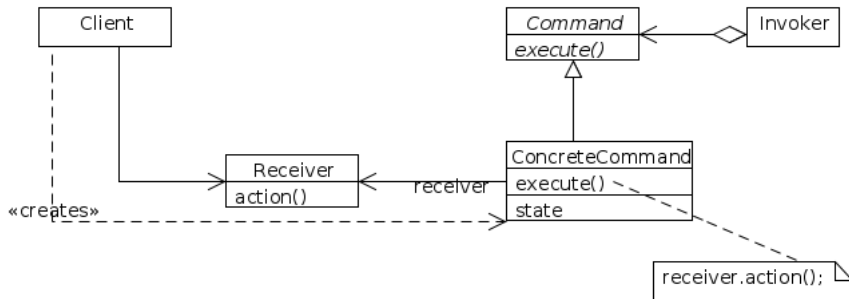 Client
Command
Invoker
execute()
Receiver
action()
receiver
ConcreteCommand
execute()
state
«creates»
receiver.action();